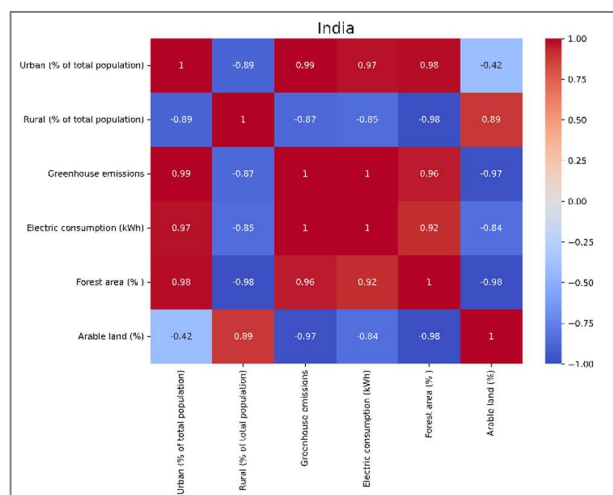 India
Urban (% of total population) 1 -0.89 0.99 0.97 0.98 -0.42
Rural (% of total population) -0.89 1 -0.87 -0.85 -0.98 0.89
Greenhouse emissions 0.99 -0.87 1 1 0.96 -0.97
Electric consumption (kWh) 0.97 -0.85 1 1 0.92 -0.84
Forest area (% ) 0.98 -0.98 0.96 0.92 1 -0.98
Arable land (%) -0.42 0.89 -0.97 -0.84 -0.98 1
Urban (% of total population)
Rural (% of total population)
Greenhouse emissions
Electric consumption (kWh)
Forest area (% )
Arable land (%)
1.00
0.75
0.50
0.25
0.00
−0.25
−0.50
−0.75
−1.00